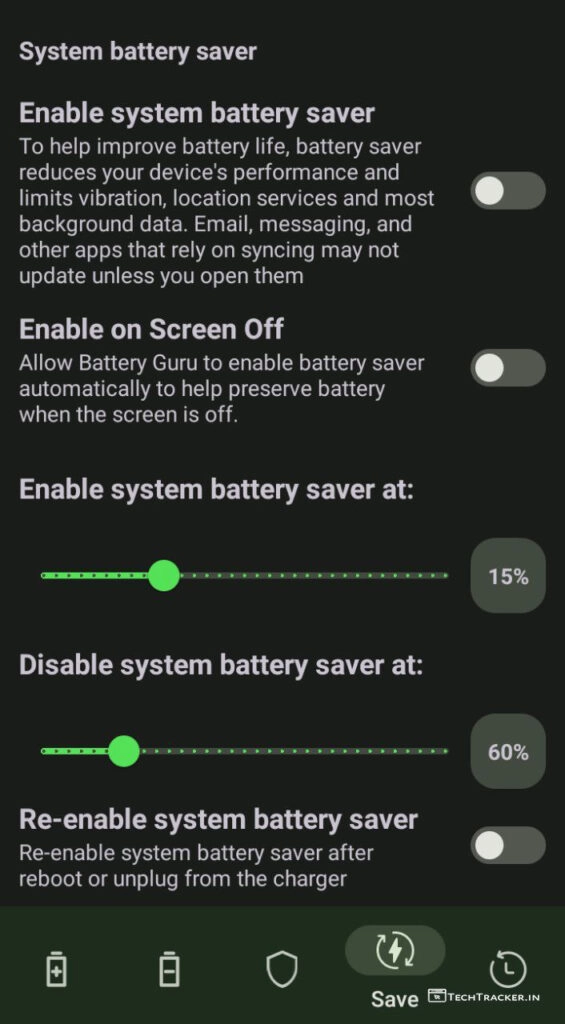 System battery saver
Enable system battery saver
To help improve battery life, battery saver
reduces your device's performance and
limits vibration, location services and most
background data. Email, messaging, and
other apps that rely on syncing may not
update unless you open them
Enable on Screen Off
Allow Battery Guru to enable battery saver
automatically to help preserve battery
when the screen is off.
Enable system battery saver at:
15%
Disable system battery saver at:
60%
Re-enable system battery saver
Re-enable system battery saver after
reboot or unplug from the charger
Save
TechTracker.in